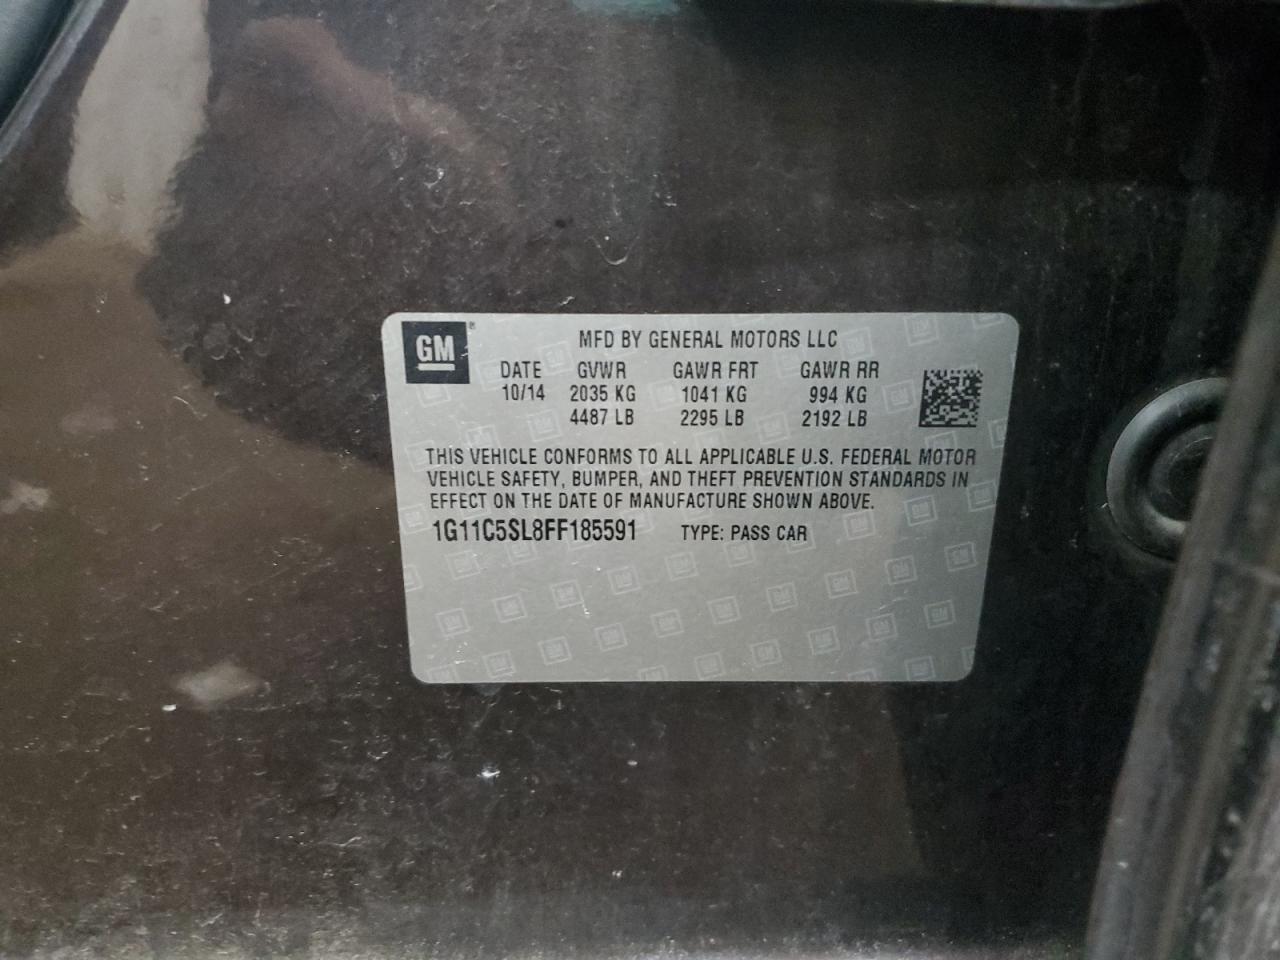 GM
MFD BY GENERAL MOTORS LLC
DATE GVWR GAWR FRT GAWR RR
10/14 2035 KG 1041 KG 994 KG
4487 LB 2295 LB 2192 LB
THIS VEHICLE CONFORMS TO ALL APPLICABLE U.S. FEDERAL MOTOR
VEHICLE SAFETY, BUMPER, AND THEFT PREVENTION STANDARDS IN
EFFECT ON THE DATE OF MANUFACTURE SHOWN ABOVE.
1G11C5SL8FF185591 TYPE: PASS CAR